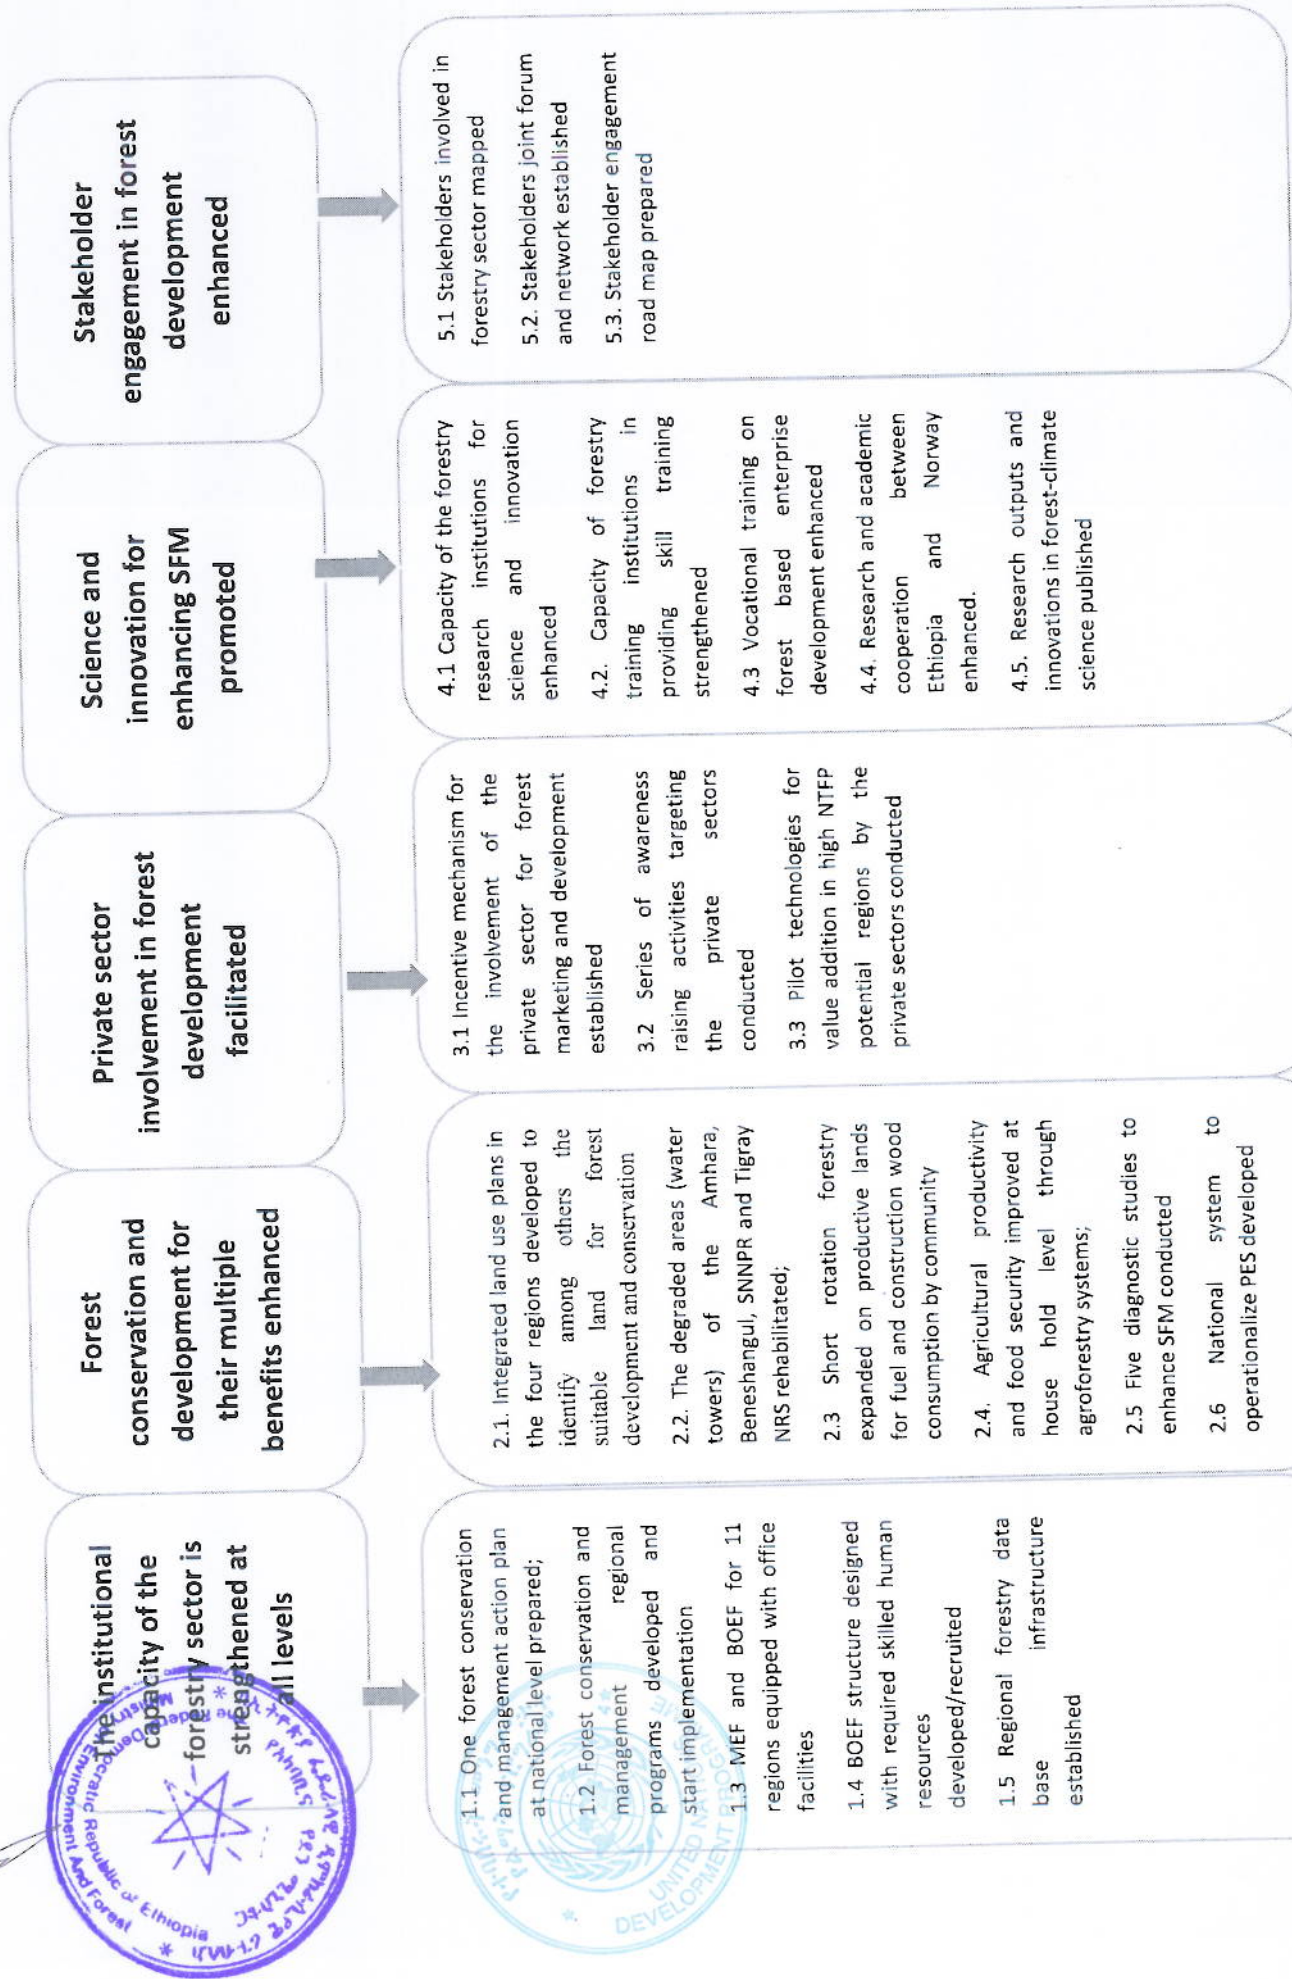 The institutional
capacity of the
forestry sector is
strengthened at
all levels
1.1 One forest conservation
and management action plan
at national level prepared;
1.2 Forest conservation and
management regional
programs developed and
start implementation
1.3 MEF and BOEF for 11
regions equipped with office
facilities
1.4 BOEF structure designed
with required skilled human
resources
developed/recruited
1.5 Regional forestry data
base infrastructure
established
Forest
conservation and
development for
their multiple
benefits enhanced
2.1. Integrated land use plans in
the four regions developed to
identify among others the
suitable land for forest
development and conservation
2.2. The degraded areas (water
towers) of the Amhara,
Beneshangul, SNNPR and Tigray
NRS rehabilitated;
2.3 Short rotation forestry
expanded on productive lands
for fuel and construction wood
consumption by community
2.4. Agricultural productivity
and food security improved at
house hold level through
agroforestry systems;
2.5 Five diagnostic studies to
enhance SFM conducted
2.6 National system to
operationalize PES developed
Private sector
involvement in forest
development
facilitated
3.1 Incentive mechanism for
the involvement of the
private sector for forest
marketing and development
established
3.2 Series of awareness
raising activities targeting
the private sectors
conducted
3.3 Pilot technologies for
value addition in high NTFP
potential regions by the
private sectors conducted
Science and
innovation for
enhancing SFM
promoted
4.1 Capacity of the forestry
research institutions for
science and innovation
enhanced
4.2. Capacity of forestry
training institutions in
providing skill training
strengthened
4.3 Vocational training on
forest based enterprise
development enhanced
4.4. Research and academic
cooperation between
Ethiopia and Norway
enhanced.
4.5. Research outputs and
innovations in forest-climate
science published
Stakeholder
engagement in forest
development
enhanced
5.1 Stakeholders involved in
forestry sector mapped
5.2. Stakeholders joint forum
and network established
5.3. Stakeholder engagement
road map prepared
Democratic Republic of Ethiopia
Environment And Forest
UNITED NATIONS
DEVELOPMENT PROGRAMME